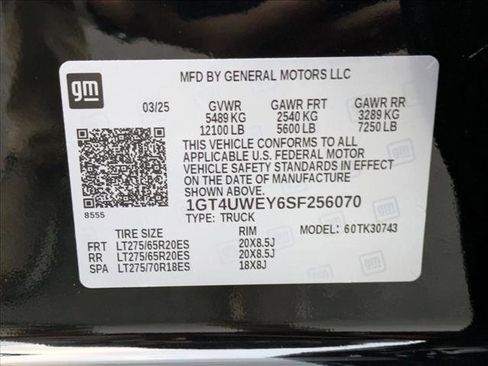 gm
MFD BY GENERAL MOTORS LLC
03/25 GVWR GAWR FRT GAWR RR
5489 KG 2540 KG 3289 KG
12100 LB 5600 LB 7250 LB
THIS VEHICLE CONFORMS TO ALL
APPLICABLE U.S. FEDERAL MOTOR
VEHICLE SAFETY STANDARDS IN EFFECT
ON THE DATE OF MANUFACTURE
SHOWN ABOVE.
8555 1GT4UWEY6SF256070
TYPE: TRUCK MODEL: 60TK30743
TIRE SIZE RIM
FRT LT275/65R20ES 20X8.5J
RR LT275/65R20ES 20X8.5J
SPA LT275/70R18ES 18X8J